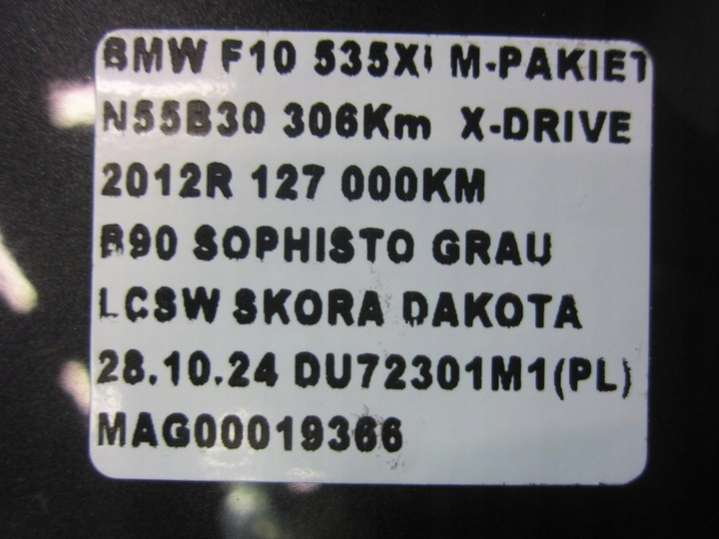 BMW F10 535XI M-PAKIET
N55B30 306Km X-DRIVE
2012R 127 000KM
B90 SOPHISTO GRAU
LCSW SKORA DAKOTA
28.10.24 DU72301M1(PL)
MAG00019366